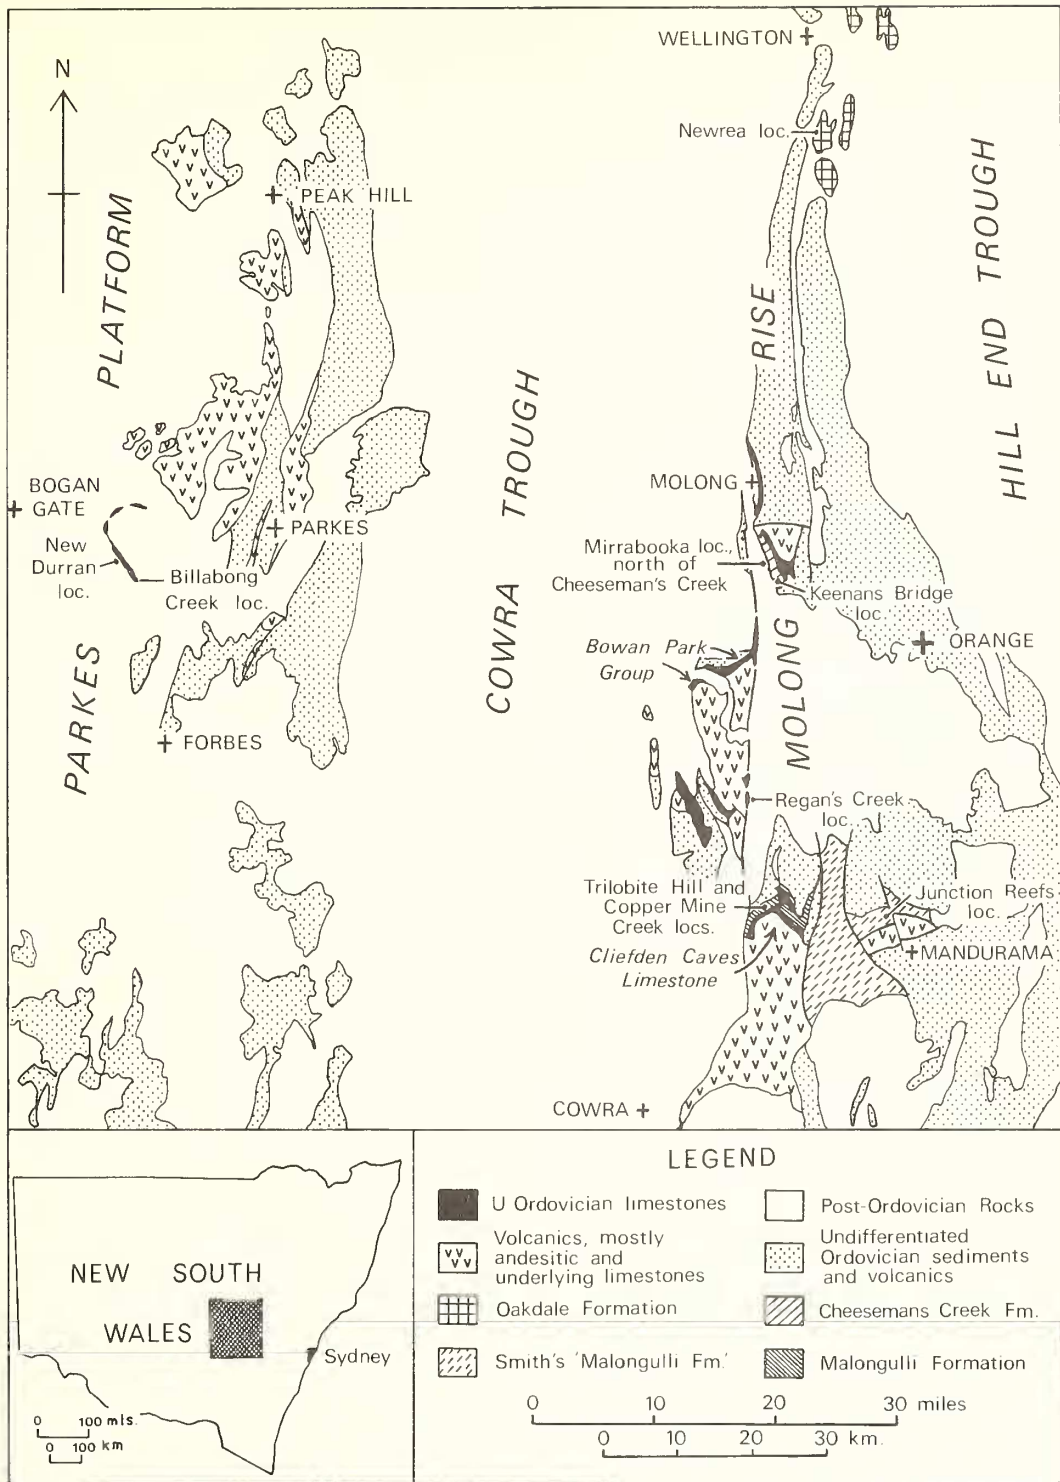 WELLINGTON
N
Newrea loc.
PEAK HILL
PLATFORM
RISE
HILL END TROUGH
COWRA TROUGH
MOLONG
BOGAN
GATE
PARKES
New
Durran
loc.
Billabong
Creek loc.
Mirrabooka loc.,
north of
Cheeseman's Creek
Keenans Bridge
loc.
ORANGE
Bowan Park
Group
MOLONG
PARKES
FORBES
Regan's Creek
loc.
Trilobite Hill and
Copper Mine
Creek locs.
Junction Reefs
loc.
MANDURAMA
Cliefden Caves
Limestone
COWRA
NEW SOUTH
WALES
Sydney
0 100 mls.
0 100 km
LEGEND
U Ordovician limestones
Volcanics, mostly
andesitic and
underlying limestones
Oakdale Formation
Smith's 'Malongulli Fm.'
Post-Ordovician Rocks
Undifferentiated
Ordovician sediments
and volcanics
Cheesemans Creek Fm.
Malongulli Formation
0 10 20 30 miles
0 10 20 30 km.